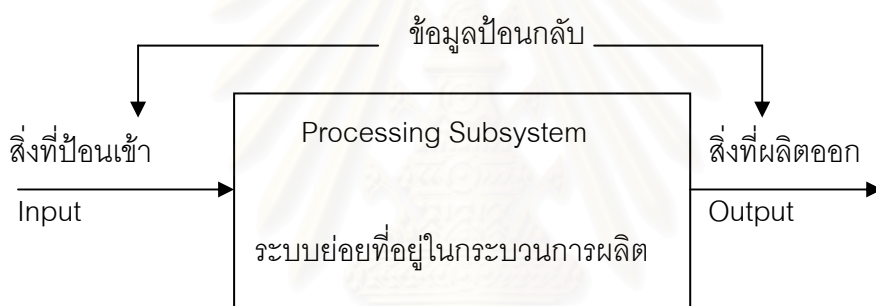 ข้อมูลป้อนกลับ
สิ่งที่ป้อนเข้า
Input
Processing Subsystem
ระบบย่อยที่อยู่ในกระบวนการผลิต
สิ่งที่ผลิตออก
Output